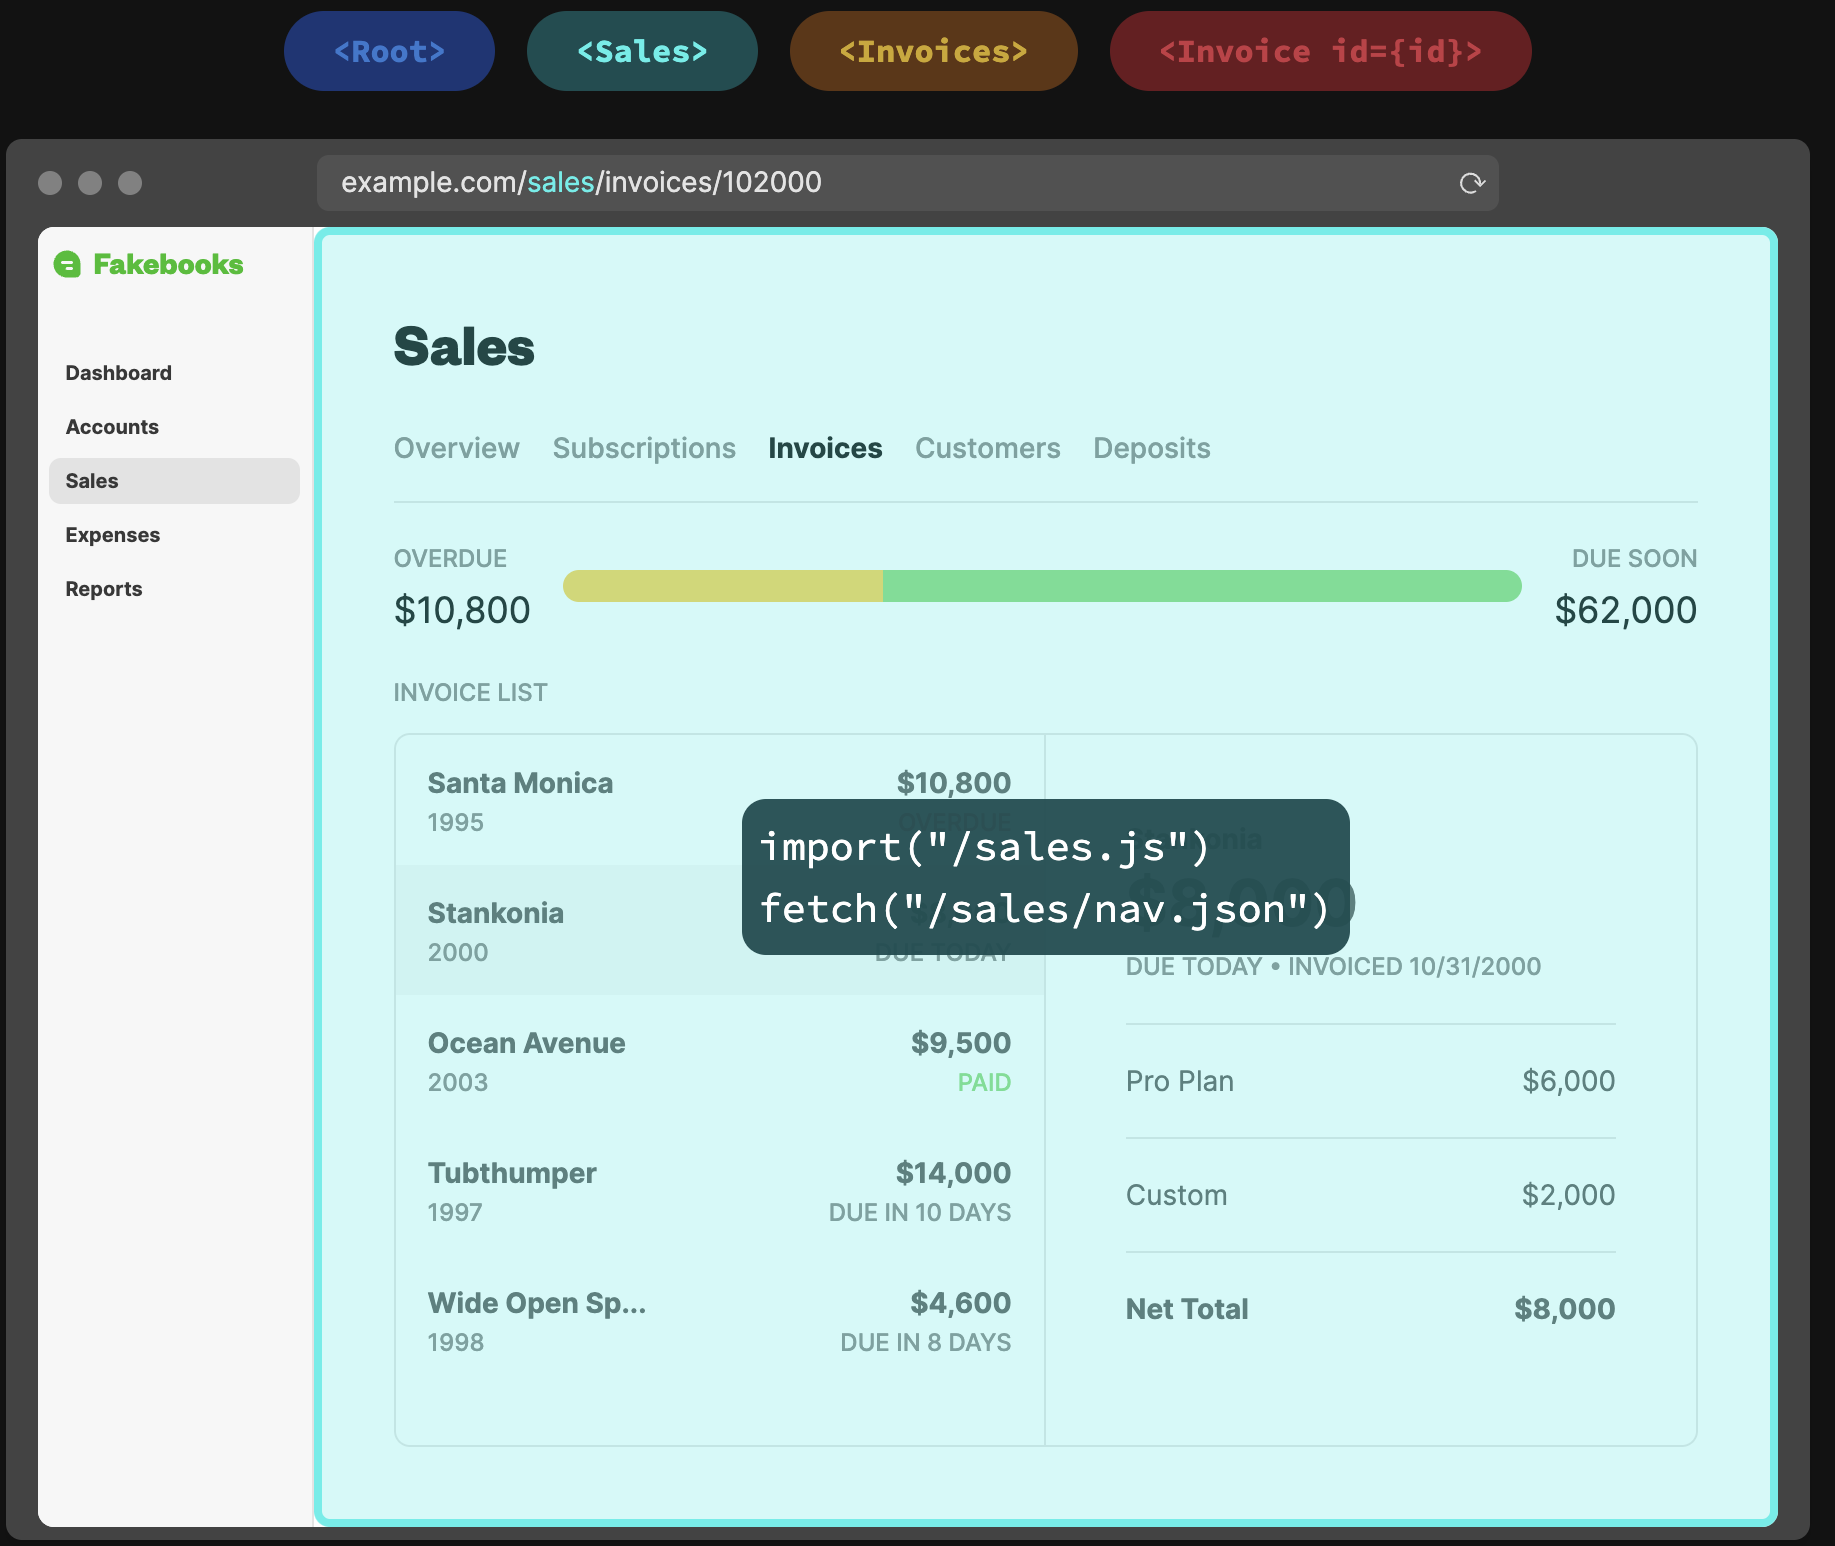 <Root> <Sales> <Invoices> <Invoice id={id}>
example.com/sales/invoices/102000
Fakebooks
Dashboard
Accounts
Sales
Expenses
Reports
Sales
Overview Subscriptions Invoices Customers Deposits
OVERDUE
$10,800
DUE SOON
$62,000
INVOICE LIST
Santa Monica $10,800
1995 OVERDUE
Stankonia
2000 DUE TODAY
Ocean Avenue $9,500
2003 PAID
Tubthumper $14,000
1997 DUE IN 10 DAYS
Wide Open Sp... $4,600
1998 DUE IN 8 DAYS
import("/sales.js")
fetch("/sales/nav.json")
Stankonia
$8,000
DUE TODAY • INVOICED 10/31/2000
Pro Plan $6,000
Custom $2,000
Net Total $8,000